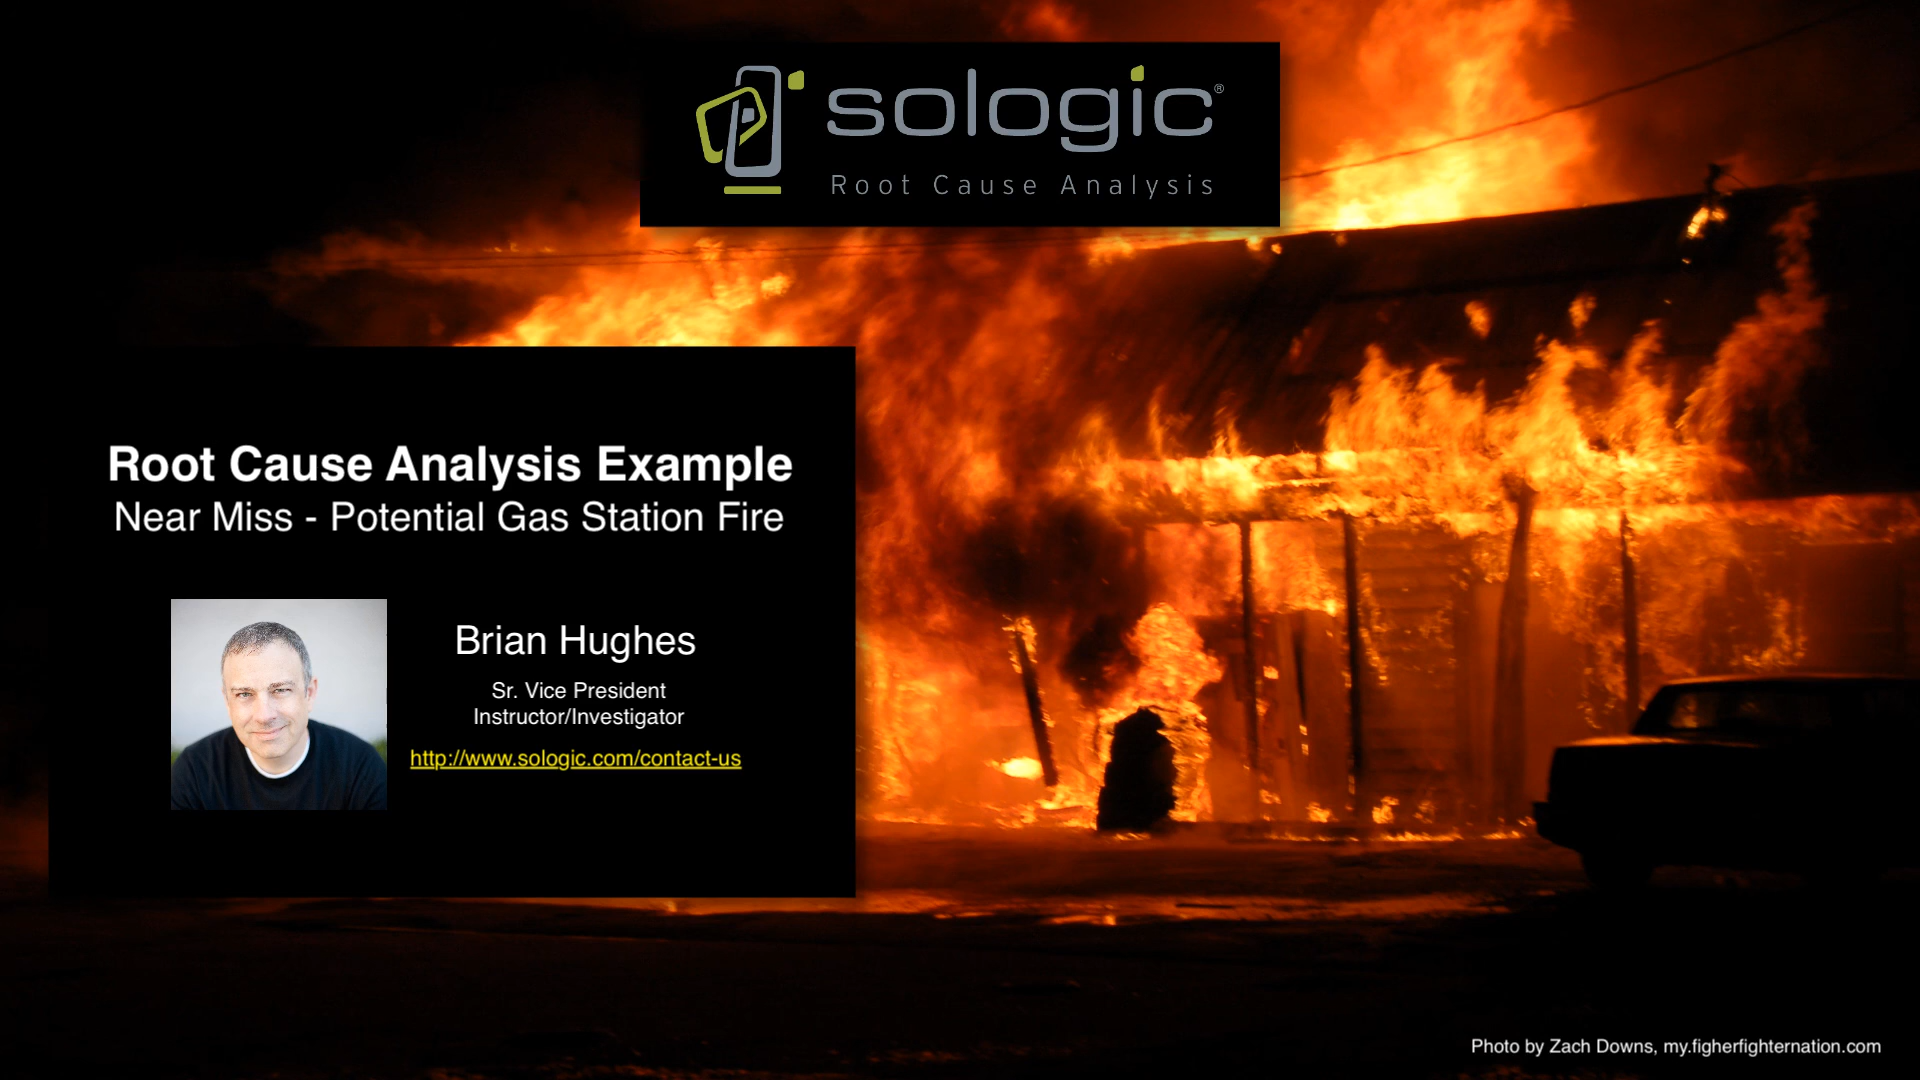 sologic®
Root Cause Analysis
Root Cause Analysis Example
Near Miss - Potential Gas Station Fire
Brian Hughes
Sr. Vice President
Instructor/Investigator
http://www.sologic.com/contact-us
Photo by Zach Downs, my.figherfighternation.com